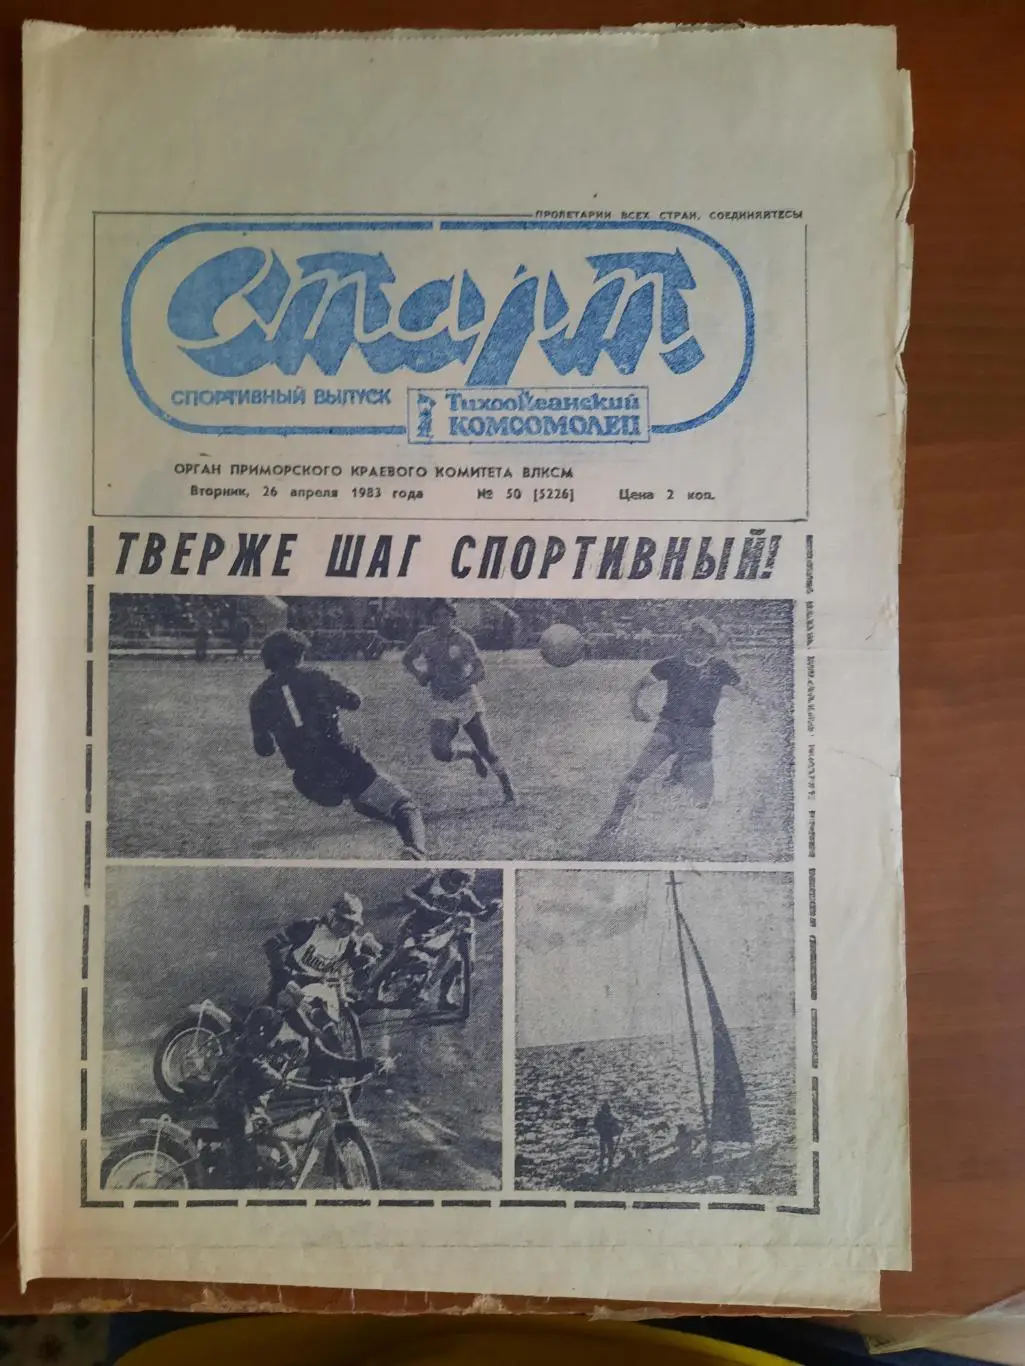 ПРОЛЕТАРИИ ВСЕХ СТРАН, СОЕДИНЯЙТЕСЬ
Старт
СПОРТИВНЫЙ ВЫПУСК
Тихоокеанский
КОМСОМОЛЕЦ
ОРГАН ПРИМОРСКОГО КРАЕВОГО КОМИТЕТА ВЛКСМ
Вторник, 26 апреля 1983 года № 50 [5226] Цена 2 коп.
ТВЕРЖЕ ШАГ СПОРТИВНЫЙ!
1